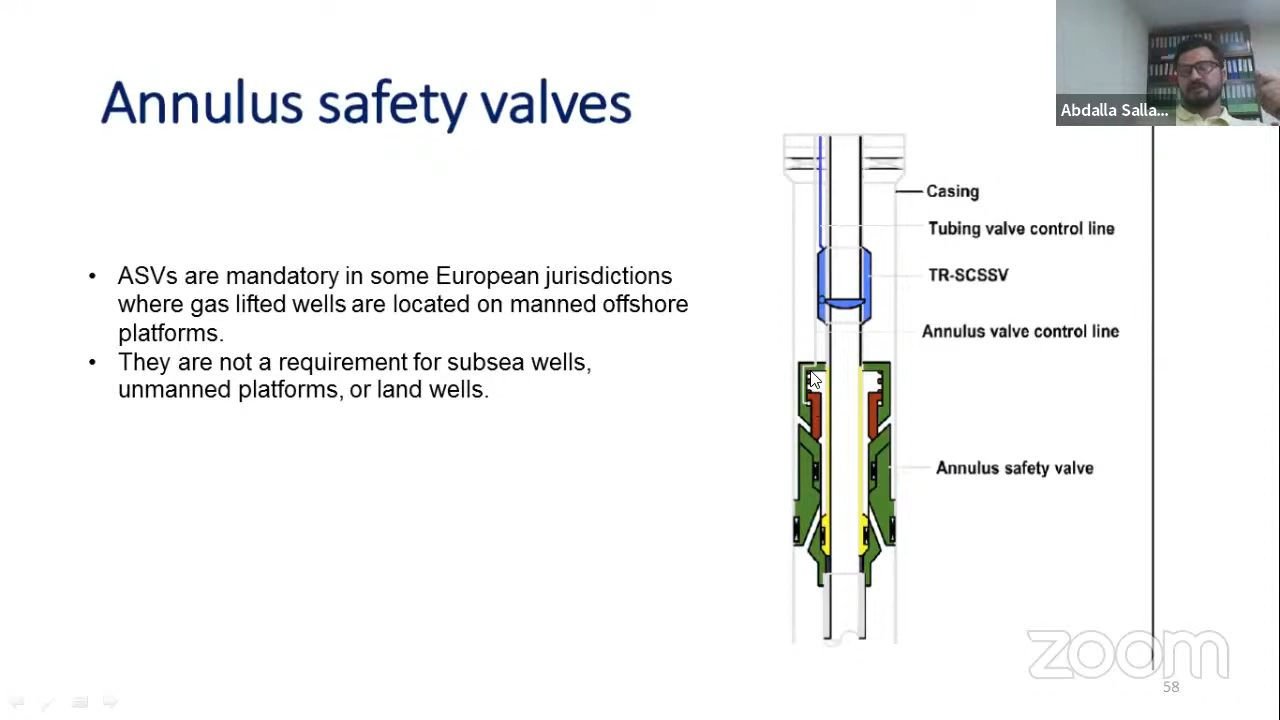 Annulus safety valves
Abdalla Salla...
• ASVs are mandatory in some European jurisdictions
where gas lifted wells are located on manned offshore
platforms.
• They are not a requirement for subsea wells,
unmanned platforms, or land wells.
Casing
Tubing valve control line
TR-SCSSV
Annulus valve control line
Annulus safety valve
zoom
58